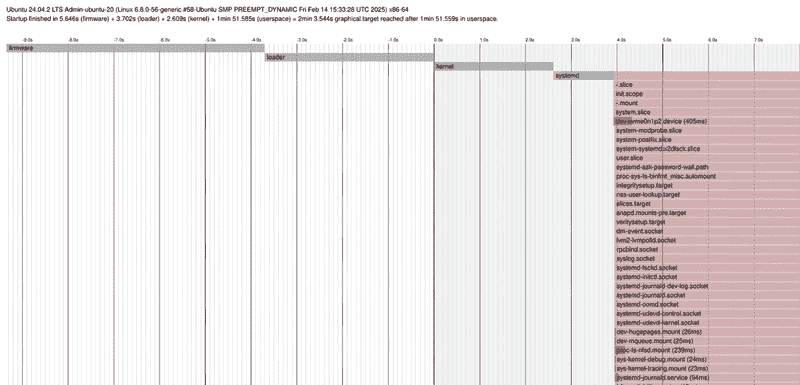 Ubuntu 24.04.2 LTS Admin-ubuntu-20 (Linux 6.8.0-56-generic #58-Ubuntu SMP PREEMPT_DYNAMIC Fri Feb 14 15:33:28 UTC 2025) x86-64
Startup finished in 5.646s (firmware) + 3.702s (loader) + 2.609s (kernel) + 1min 51.585s (userspace) = 2min 3.544s graphical.target reached after 1min 51.559s in userspace.
-9.0s -8.0s -7.0s -6.0s -5.0s -4.0s -3.0s -2.0s -1.0s 0.0s 1.0s 2.0s 3.0s 4.0s 5.0s 6.0s 7.0s
firmware
loader
kernel
systemd
-.slice
init.scope
-.mount
system.slice
dev-nvme0n1p2.device (405ms)
system-modprobe.slice
system-postfix.slice
system-systemd\x2dfsck.slice
user.slice
systemd-ask-password-wall.path
proc-sys-fs-binfmt_misc.automount
integritysetup.target
nss-user-lookup.target
slices.target
snapd.mounts-pre.target
veritysetup.target
dm-event.socket
lvm2-lvmpolld.socket
rpcbind.socket
syslog.socket
systemd-fsckd.socket
systemd-initctl.socket
systemd-journald-dev-log.socket
systemd-journald.socket
systemd-oomd.socket
systemd-udevd-control.socket
systemd-udevd-kernel.socket
dev-hugepages.mount (26ms)
dev-mqueue.mount (25ms)
proc-fs-nfsd.mount (239ms)
sys-kernel-debug.mount (24ms)
sys-kernel-tracing.mount (23ms)
systemd-journald.service (94ms)